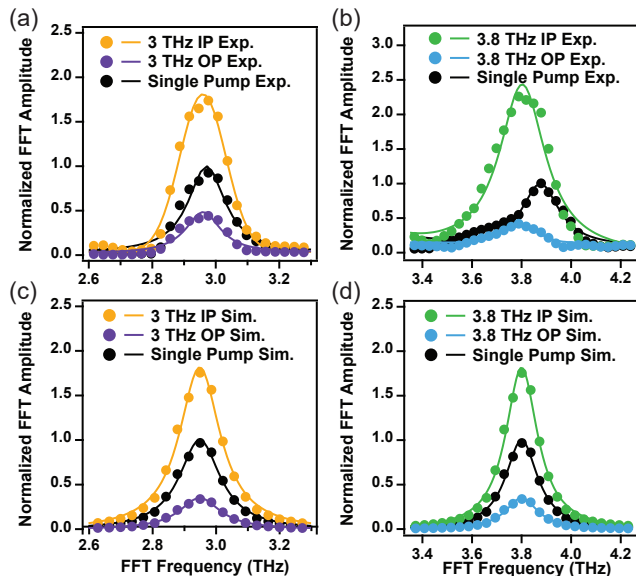 (a)
3 THz IP Exp.
3 THz OP Exp.
Single Pump Exp.
Normalized FFT Amplitude
2.5
2.0
1.5
1.0
0.5
0.0
2.6 2.8 3.0 3.2
(b)
3.8 THz IP Exp.
3.8 THz OP Exp.
Single Pump Exp.
Normalized FFT Amplitude
3.0
2.5
2.0
1.5
1.0
0.5
0.0
3.4 3.6 3.8 4.0 4.2
(c)
3 THz IP Sim.
3 THz OP Sim.
Single Pump Sim.
Normalized FFT Amplitude
2.5
2.0
1.5
1.0
0.5
0.0
2.6 2.8 3.0 3.2
FFT Frequency (THz)
(d)
3.8 THz IP Sim.
3.8 THz OP Sim.
Single Pump Sim.
Normalized FFT Amplitude
2.5
2.0
1.5
1.0
0.5
0.0
3.4 3.6 3.8 4.0 4.2
FFT Frequency (THz)